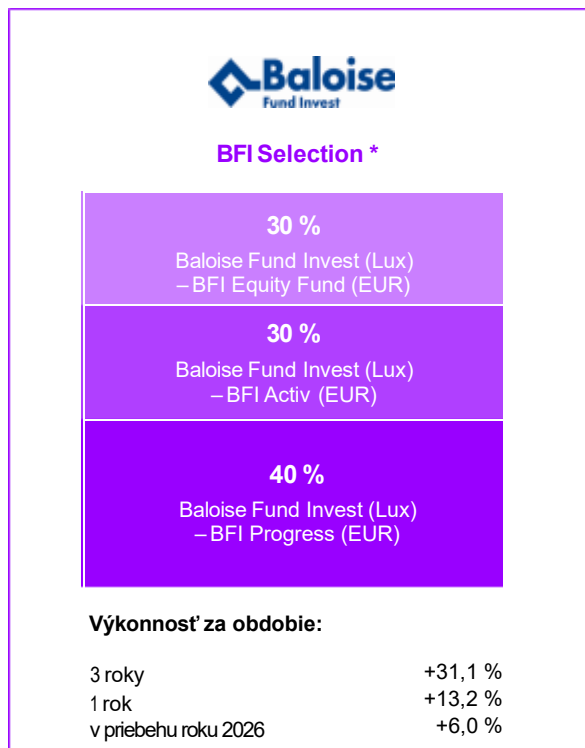 Baloise
Fund Invest
BFI Selection *
30 %
Baloise Fund Invest (Lux)
– BFI Equity Fund (EUR)
30 %
Baloise Fund Invest (Lux)
– BFI Activ (EUR)
40 %
Baloise Fund Invest (Lux)
– BFI Progress (EUR)
Výkonnosť za obdobie:
3 roky +31,1 %
1 rok +13,2 %
v priebehu roku 2026 +6,0 %